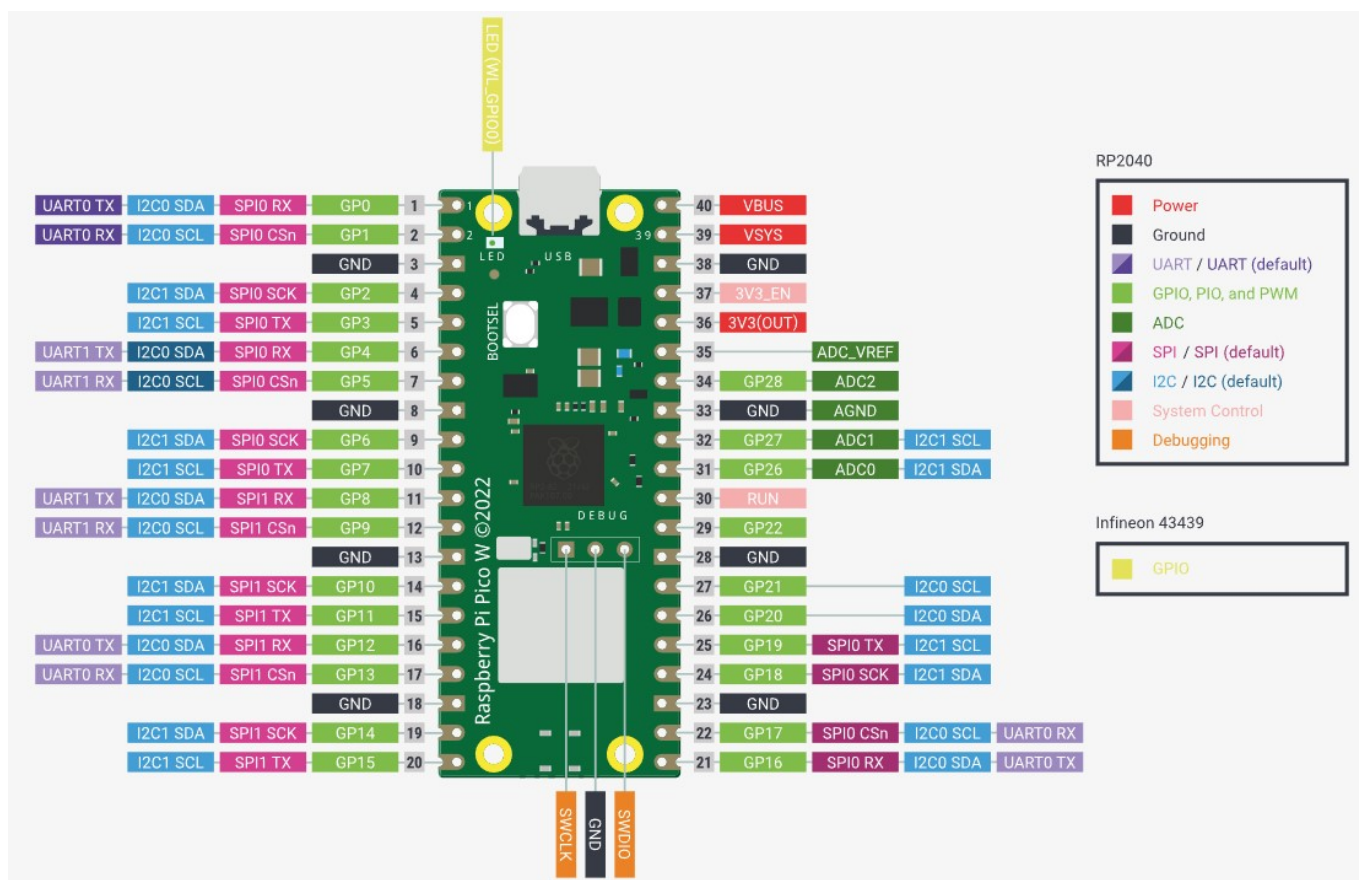 LED (WL_GPIO0)
UART0 TX I2C0 SDA SPI0 RX GP0 1 1 40 VBUS
UART0 RX I2C0 SCL SPI0 CSn GP1 2 2 39 39 VSYS
GND 3 LED USB 38 GND
I2C1 SDA SPI0 SCK GP2 4 37 3V3_EN
I2C1 SCL SPI0 TX GP3 5 BOOTSEL 36 3V3(OUT)
UART1 TX I2C0 SDA SPI0 RX GP4 6 35 ADC_VREF
UART1 RX I2C0 SCL SPI0 CSn GP5 7 34 GP28 ADC2
GND 8 33 GND AGND
I2C1 SDA SPI0 SCK GP6 9 32 GP27 ADC1 I2C1 SCL
I2C1 SCL SPI0 TX GP7 10 31 GP26 ADC0 I2C1 SDA
UART1 TX I2C0 SDA SPI1 RX GP8 11 30 RUN
UART1 RX I2C0 SCL SPI1 CSn GP9 12 DEBUG 29 GP22
GND 13 28 GND
I2C1 SDA SPI1 SCK GP10 14 27 GP21 I2C0 SCL
I2C1 SCL SPI1 TX GP11 15 26 GP20 I2C0 SDA
UART0 TX I2C0 SDA SPI1 RX GP12 16 25 GP19 SPI0 TX I2C1 SCL
UART0 RX I2C0 SCL SPI1 CSn GP13 17 24 GP18 SPI0 SCK I2C1 SDA
GND 18 23 GND
I2C1 SDA SPI1 SCK GP14 19 22 GP17 SPI0 CSn I2C0 SCL UART0 RX
I2C1 SCL SPI1 TX GP15 20 21 GP16 SPI0 RX I2C0 SDA UART0 TX
Raspberry Pi Pico W ©2022
SWCLK GND SWDIO
RP2040
Power
Ground
UART / UART (default)
GPIO, PIO, and PWM
ADC
SPI / SPI (default)
I2C / I2C (default)
System Control
Debugging
Infineon 43439
GPIO